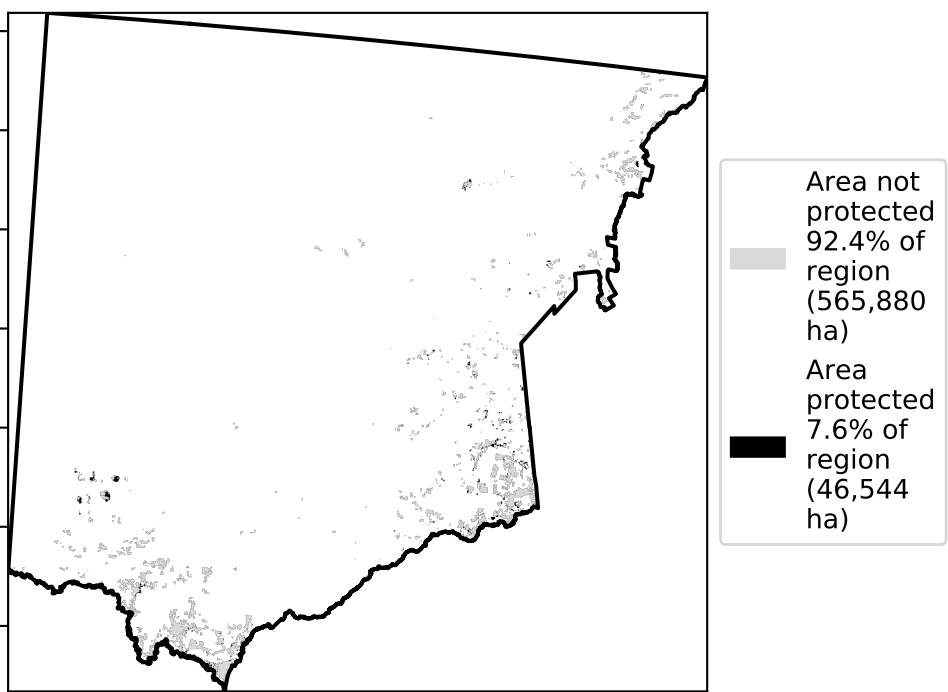 Area not
protected
92.4% of
region
(565,880
ha)
Area
protected
7.6% of
region
(46,544
ha)